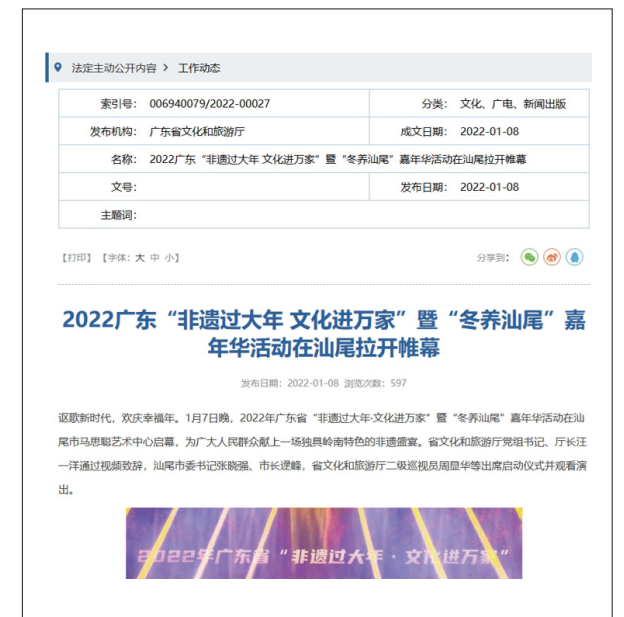 法定主动公开内容 > 工作动态
索引号： 006940079/2022-00027 分类： 文化、广电、新闻出版
发布机构： 广东省文化和旅游厅 成文日期： 2022-01-08
名称： 2022广东“非遗过大年 文化进万家”暨“冬养汕尾”嘉年华活动在汕尾拉开帷幕
文号： 发布日期： 2022-01-08
主题词：
【打印】【字体：大 中 小】 分享到：
2022广东“非遗过大年 文化进万家”暨“冬养汕尾”嘉
年华活动在汕尾拉开帷幕
发布日期：2022-01-08 浏览次数：597
讴歌新时代，欢庆幸福年。1月7日晚，2022年广东省“非遗过大年·文化进万家”暨“冬养汕尾”嘉年华活动在汕
尾市马思聪艺术中心启幕，为广大人民群众献上一场独具岭南特色的非遗盛宴。省文化和旅游厅党组书记、厅长汪
一洋通过视频致辞，汕尾市委书记张晓强、市长逯峰，省文化和旅游厅二级巡视员周显华等出席启动仪式并观看演
出。
2022年广东省“非遗过大年·文化进万家”